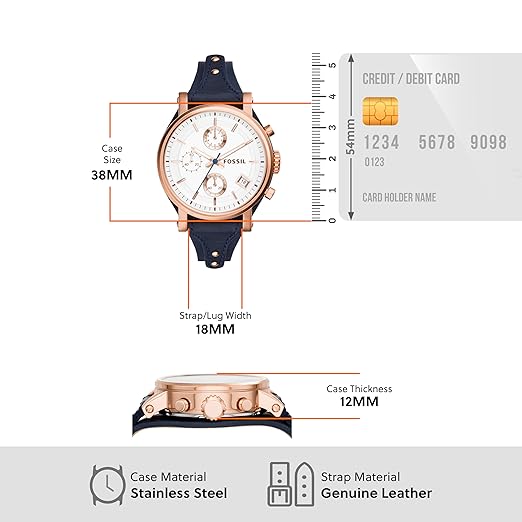 Case
Size
38MM
FOSSIL
Strap/Lug Width
18MM
5
4
3
2
1
0
54mm
CREDIT / DEBIT CARD
1234 5678 9098
0123
CARD HOLDER NAME
Case Thickness
12MM
Case Material
Stainless Steel
Strap Material
Genuine Leather